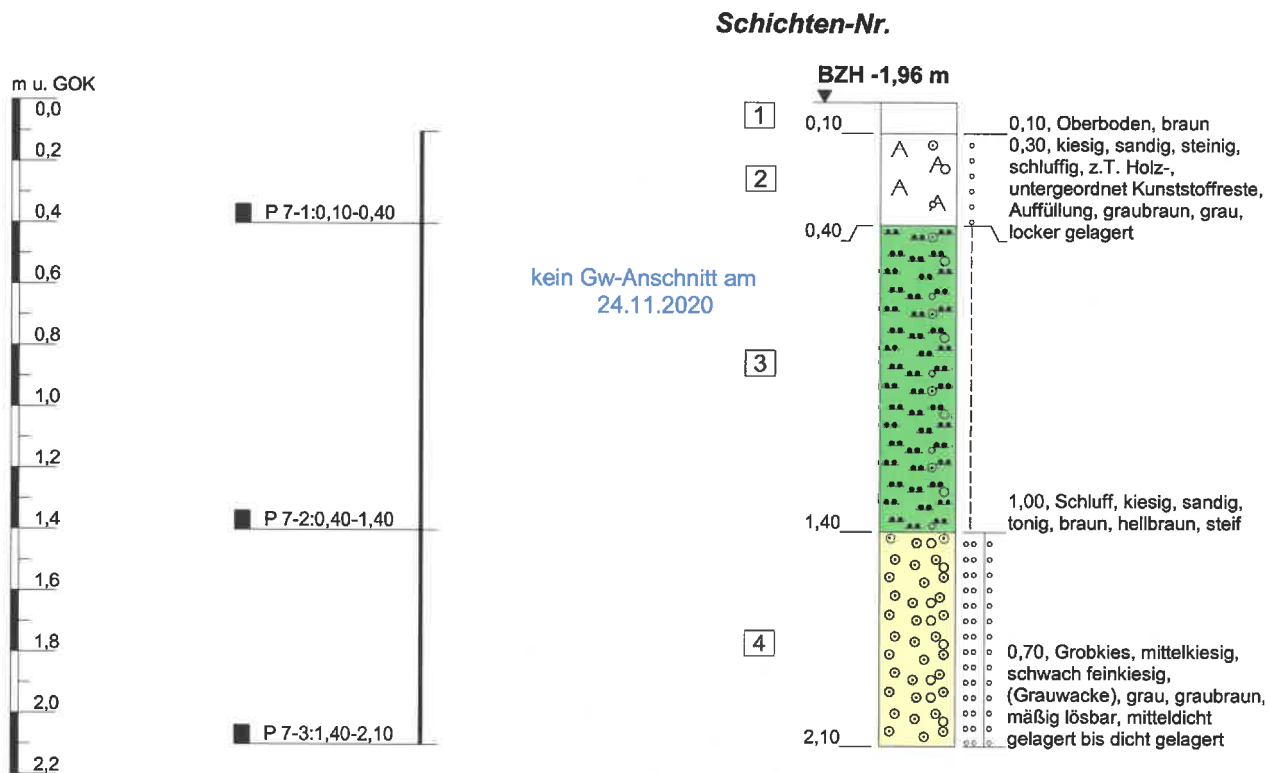 Schichten-Nr.
m u. GOK
0,0
0,2
0,4
0,6
0,8
1,0
1,2
1,4
1,6
1,8
2,0
2,2
P 7-1:0,10-0,40
P 7-2:0,40-1,40
P 7-3:1,40-2,10
kein Gw-Anschnitt am
24.11.2020
1
2
3
4
BZH -1,96 m
0,10
0,40
1,40
2,10
0,10, Oberboden, braun
0,30, kiesig, sandig, steinig,
schluffig, z.T. Holz-,
untergeordnet Kunststoffreste,
Auffüllung, graubraun, grau,
locker gelagert
1,00, Schluff, kiesig, sandig,
tonig, braun, hellbraun, steif
0,70, Grobkies, mittelkiesig,
schwach feinkiesig,
(Grauwacke), grau, graubraun,
mäßig lösbar, mitteldicht
gelagert bis dicht gelagert